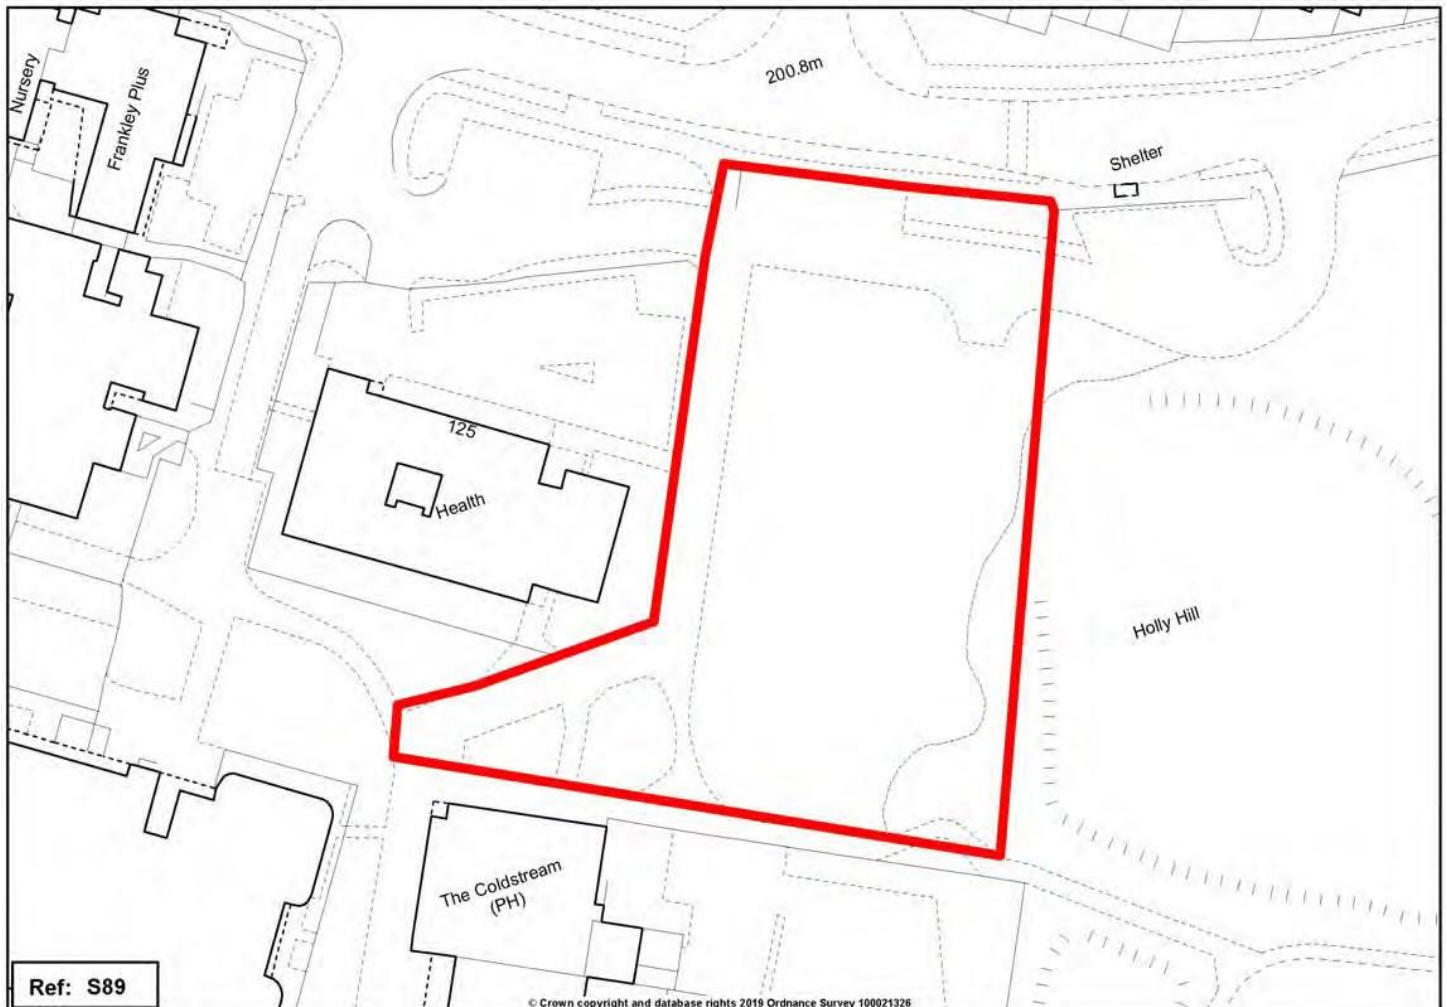 200.8m
Nursery
Frankley Plus
Shelter
125
Health
Holly Hill
The Coldstream
(PH)
Ref: S89
© Crown copyright and database rights 2019 Ordnance Survey 100021326